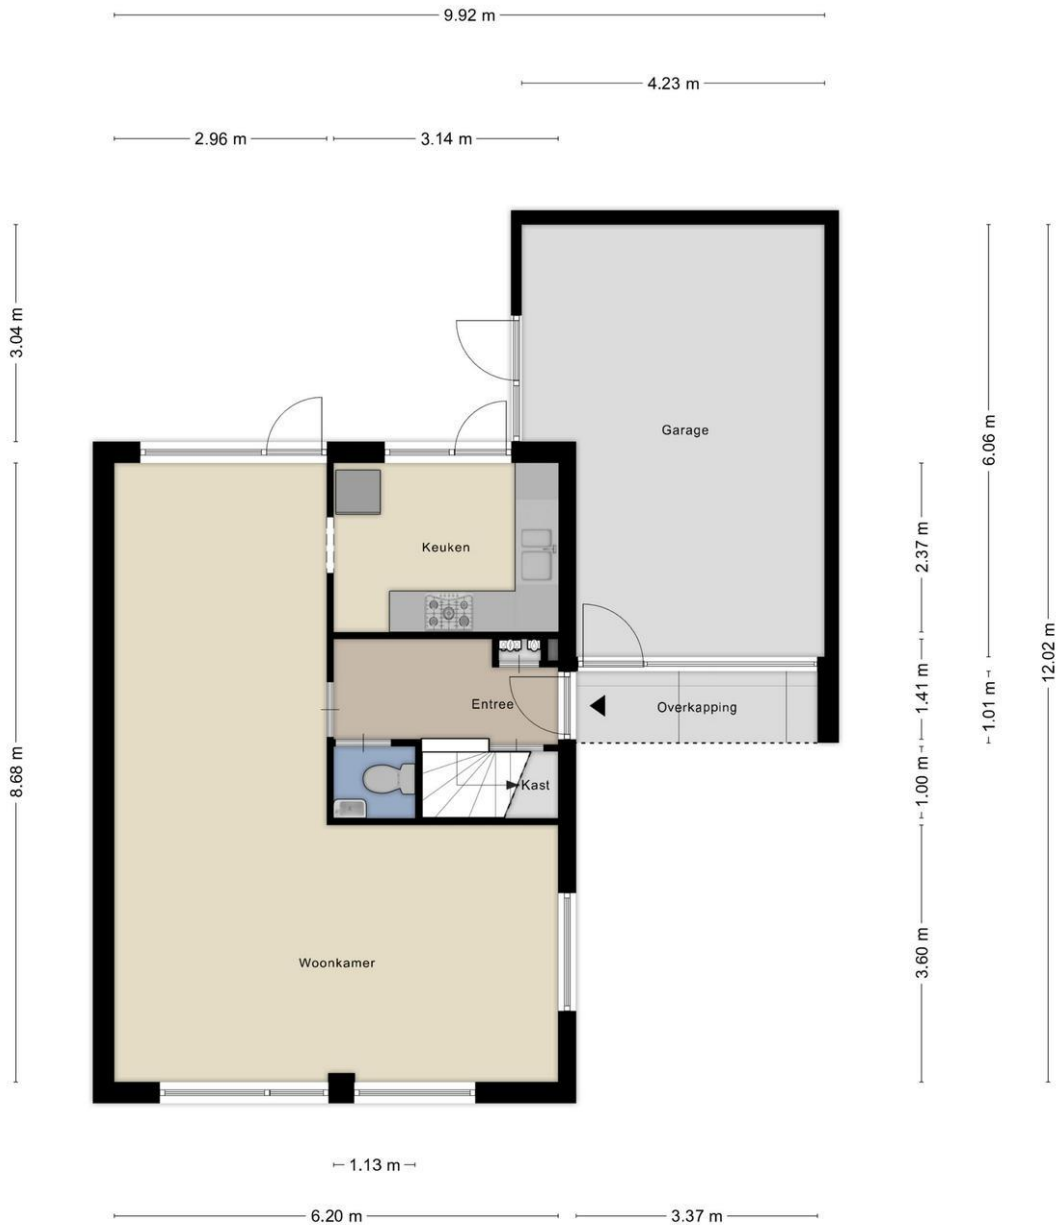 9.92 m
4.23 m
2.96 m
3.14 m
3.04 m
8.68 m
Garage
Keuken
Entree
Overkapping
Kast
Woonkamer
6.06 m
12.02 m
2.37 m
1.41 m
1.01 m
1.00 m
3.60 m
1.13 m
6.20 m
3.37 m